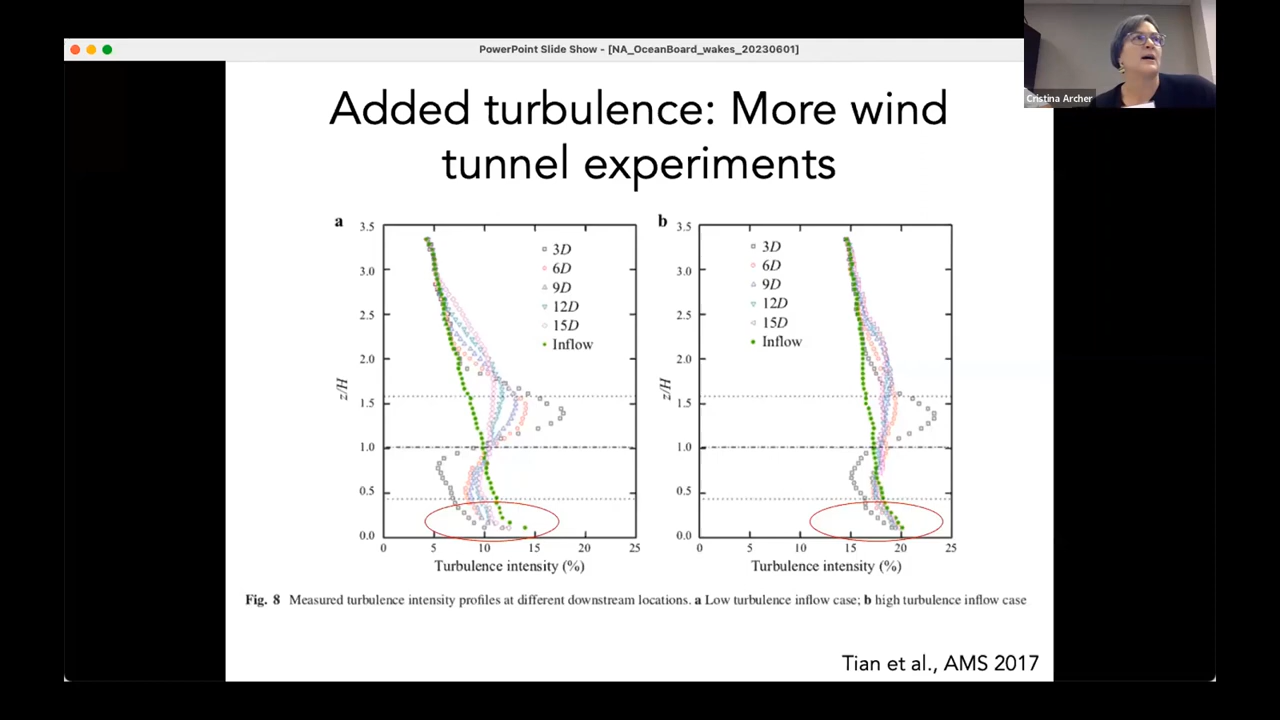 PowerPoint Slide Show - [NA_OceanBoard_wakes_20230601]
Cristina Archer
Added turbulence: More wind
tunnel experiments
a
3.5
3.0
2.5
2.0
1.5
1.0
0.5
0.0
z/H
3D
6D
9D
12D
15D
Inflow
0 5 10 15 20 25
Turbulence intensity (%)
b
3.5
3.0
2.5
2.0
1.5
1.0
0.5
0.0
z/H
3D
6D
9D
12D
15D
Inflow
0 5 10 15 20 25
Turbulence intensity (%)
Fig. 8 Measured turbulence intensity profiles at different downstream locations. a Low turbulence inflow case; b high turbulence inflow case
Tian et al., AMS 2017